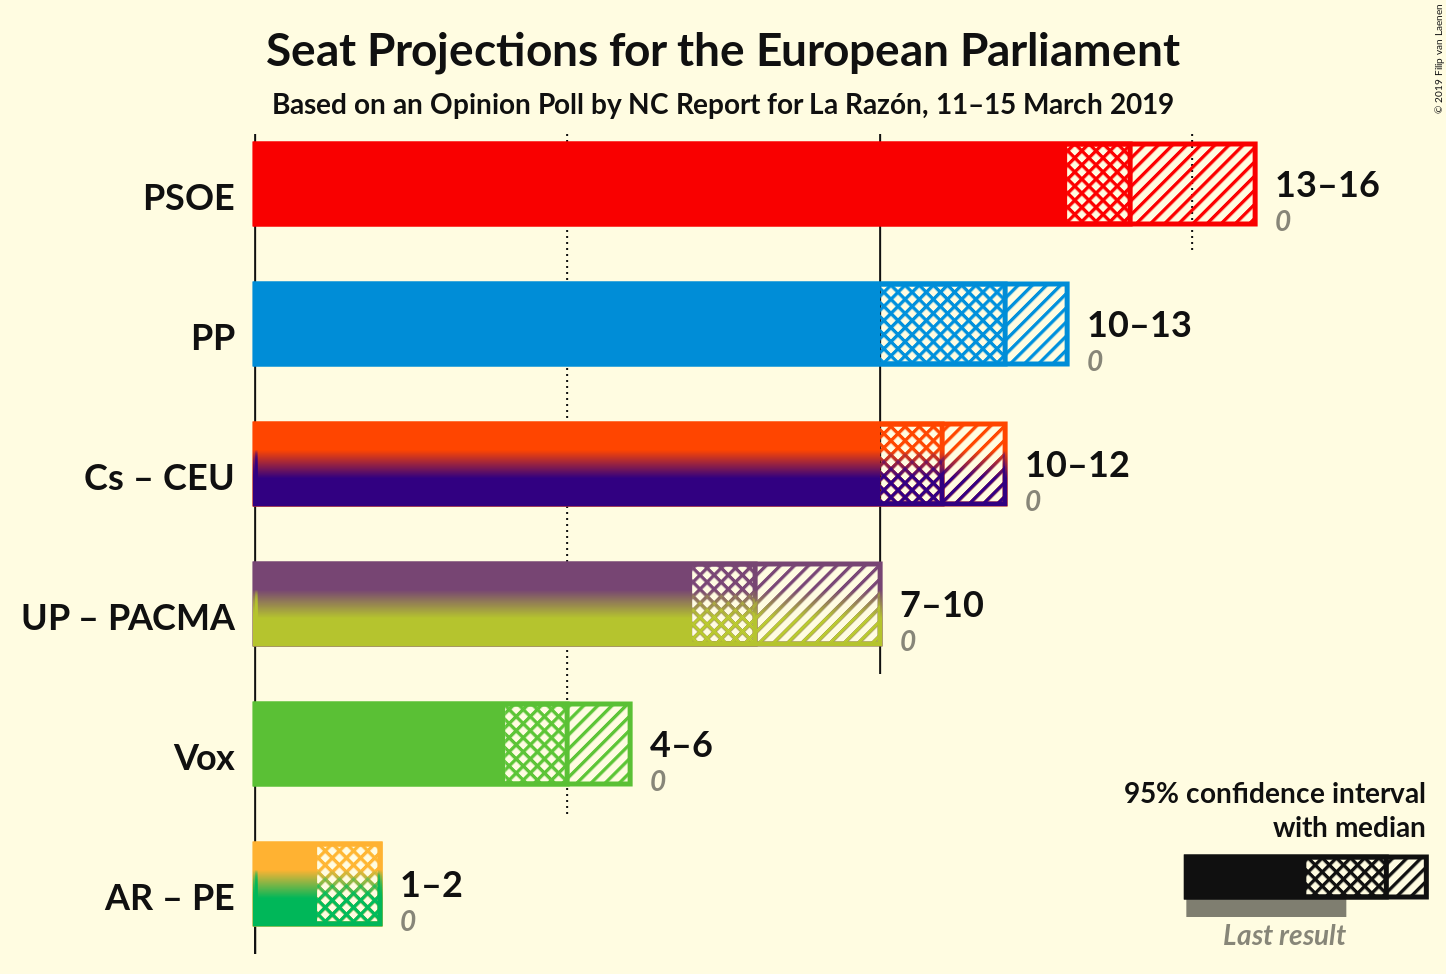 Seat Projections for the European Parliament
Based on an Opinion Poll by NC Report for La Razón, 11–15 March 2019
© 2019 Filip van Laenen
PSOE
13–16
0
PP
10–13
0
Cs – CEU
10–12
0
UP – PACMA
7–10
0
Vox
4–6
0
AR – PE
1–2
0
95% confidence interval
with median
Last result